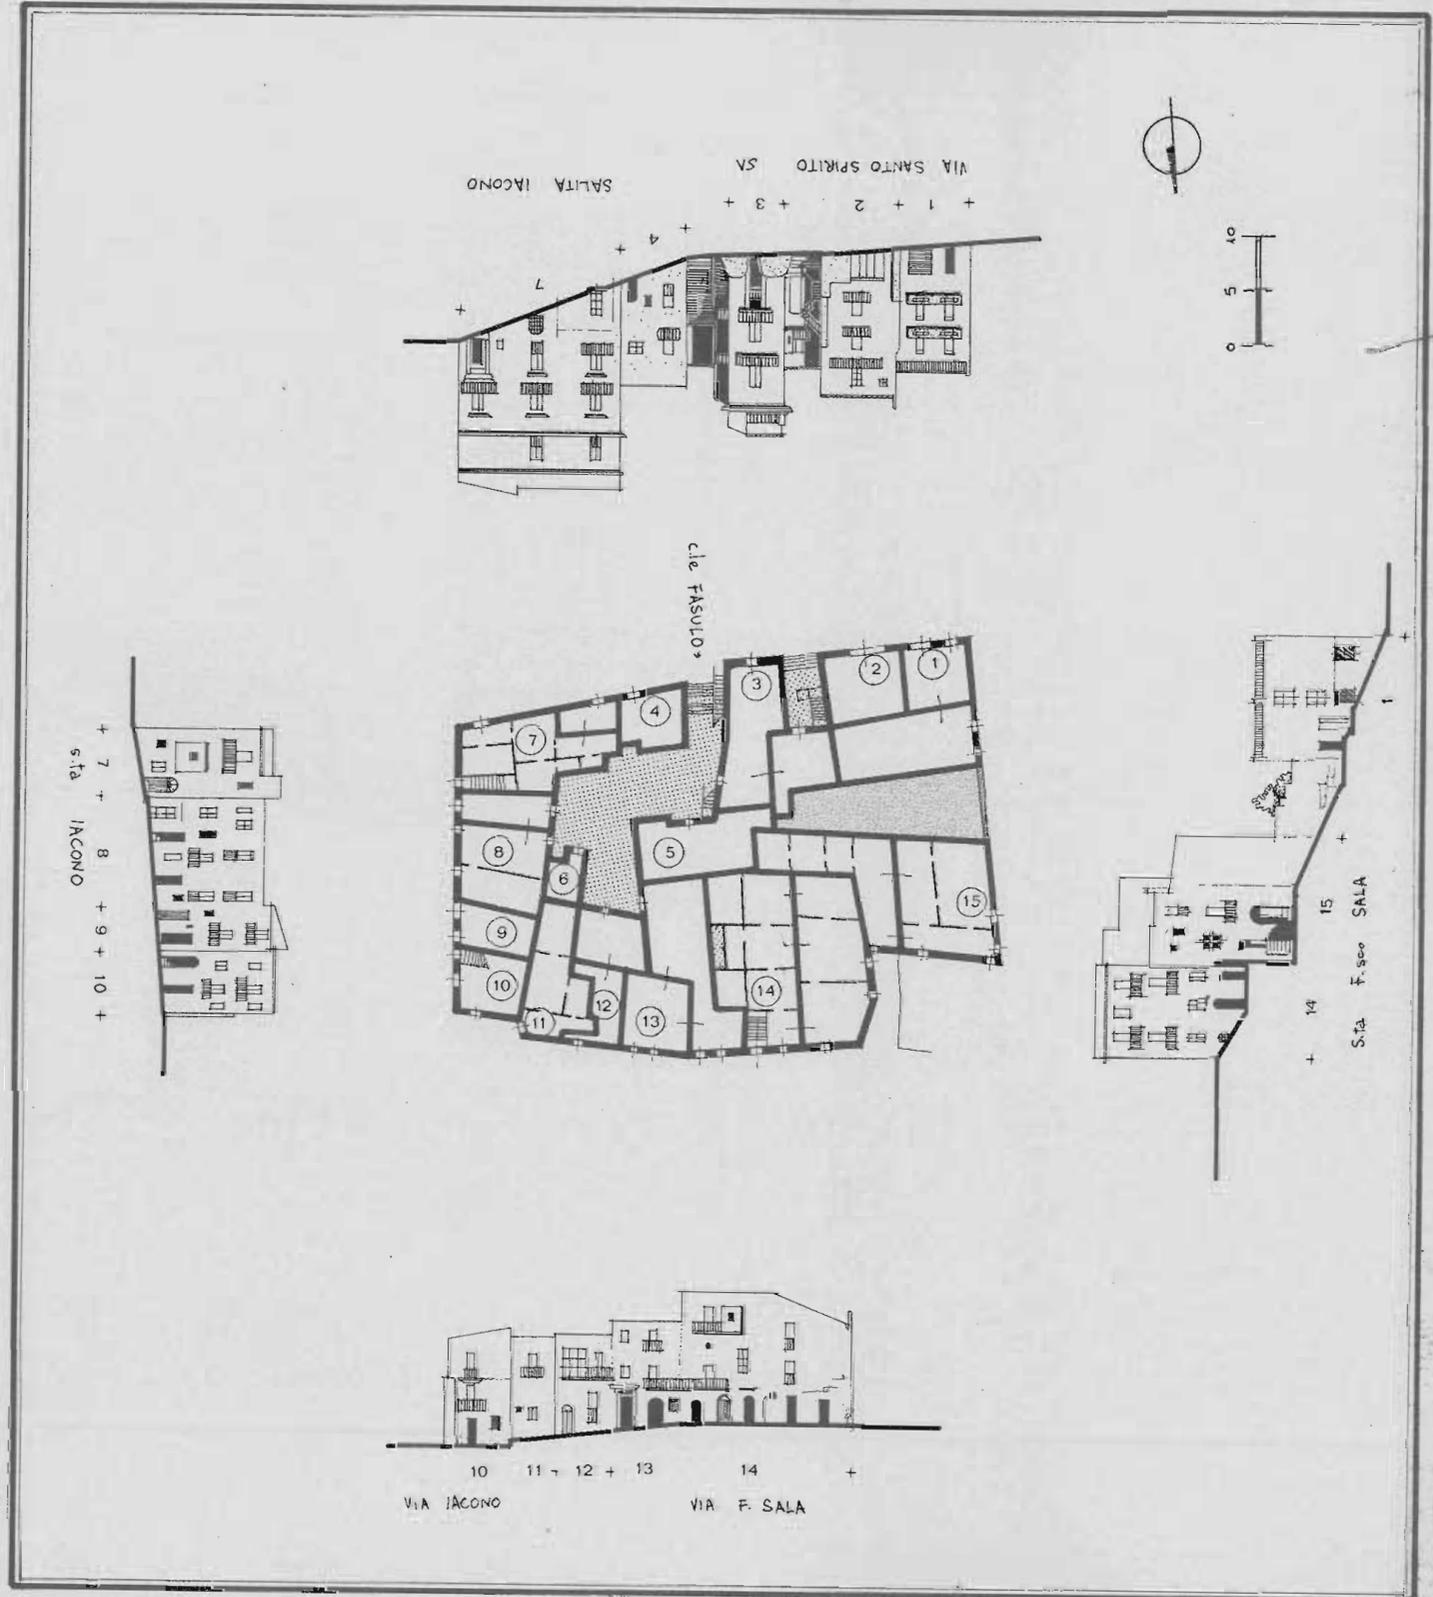 VIA SANTO SPIRITO SA
SALITA IACONO
+ 1 + 2 + 3 +
+ 4 +
7 +
0 5 10
c.le FASULO
1
2
3
4
5
6
7
8
9
10
11
12
13
14
15
+ 7 + 8 + 9 + 10 +
s.ta IACONO
+ 1 + 15 14 +
S.ta F.sco SALA
10 11 - 12 + 13 14 +
VIA IACONO VIA F. SALA